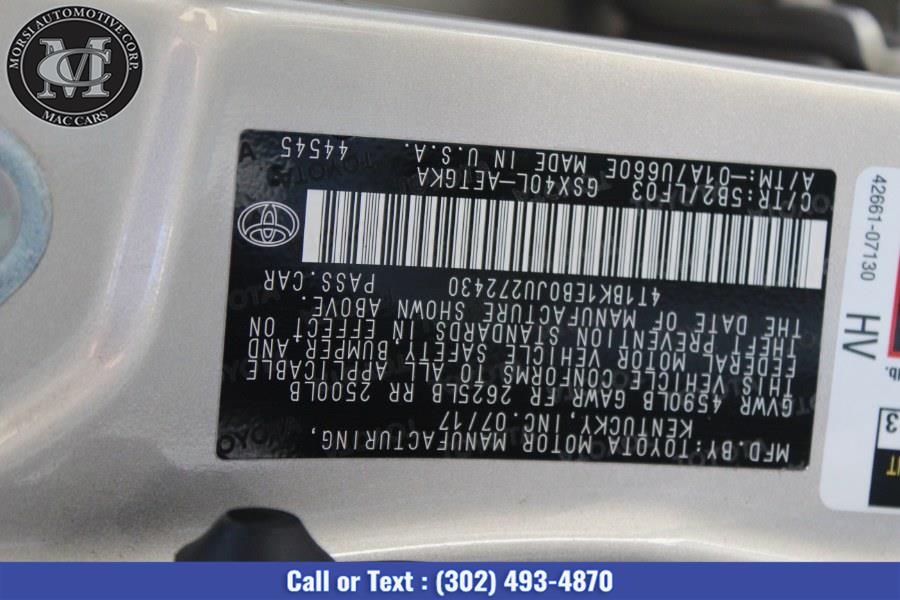 MORSI AUTOMOTIVE CORP.
MC
MAC CARS
MFD.BY:TOYOTA MOTOR MANUFACTURING,
KENTUCKY,INC.07/17
GVWR 4590LB GAWR FR 2625LB RR 2500LB
THIS VEHICLE CONFORMS TO ALL APPLICABLE
FEDERAL MOTOR VEHICLE SAFETY,BUMPER AND
THEFT PREVENTION STANDARDS IN EFFECT ON
THE DATE OF MANUFACTURE SHOWN ABOVE.
4T1BK1EB0JU272430 PASS.CAR
C/TR:5B2/LF03 GSX40L-AETGKA
A/TM:-01A/U660E MADE IN U.S.A. 44545
42661-07130
HV
3
Call or Text : (302) 493-4870